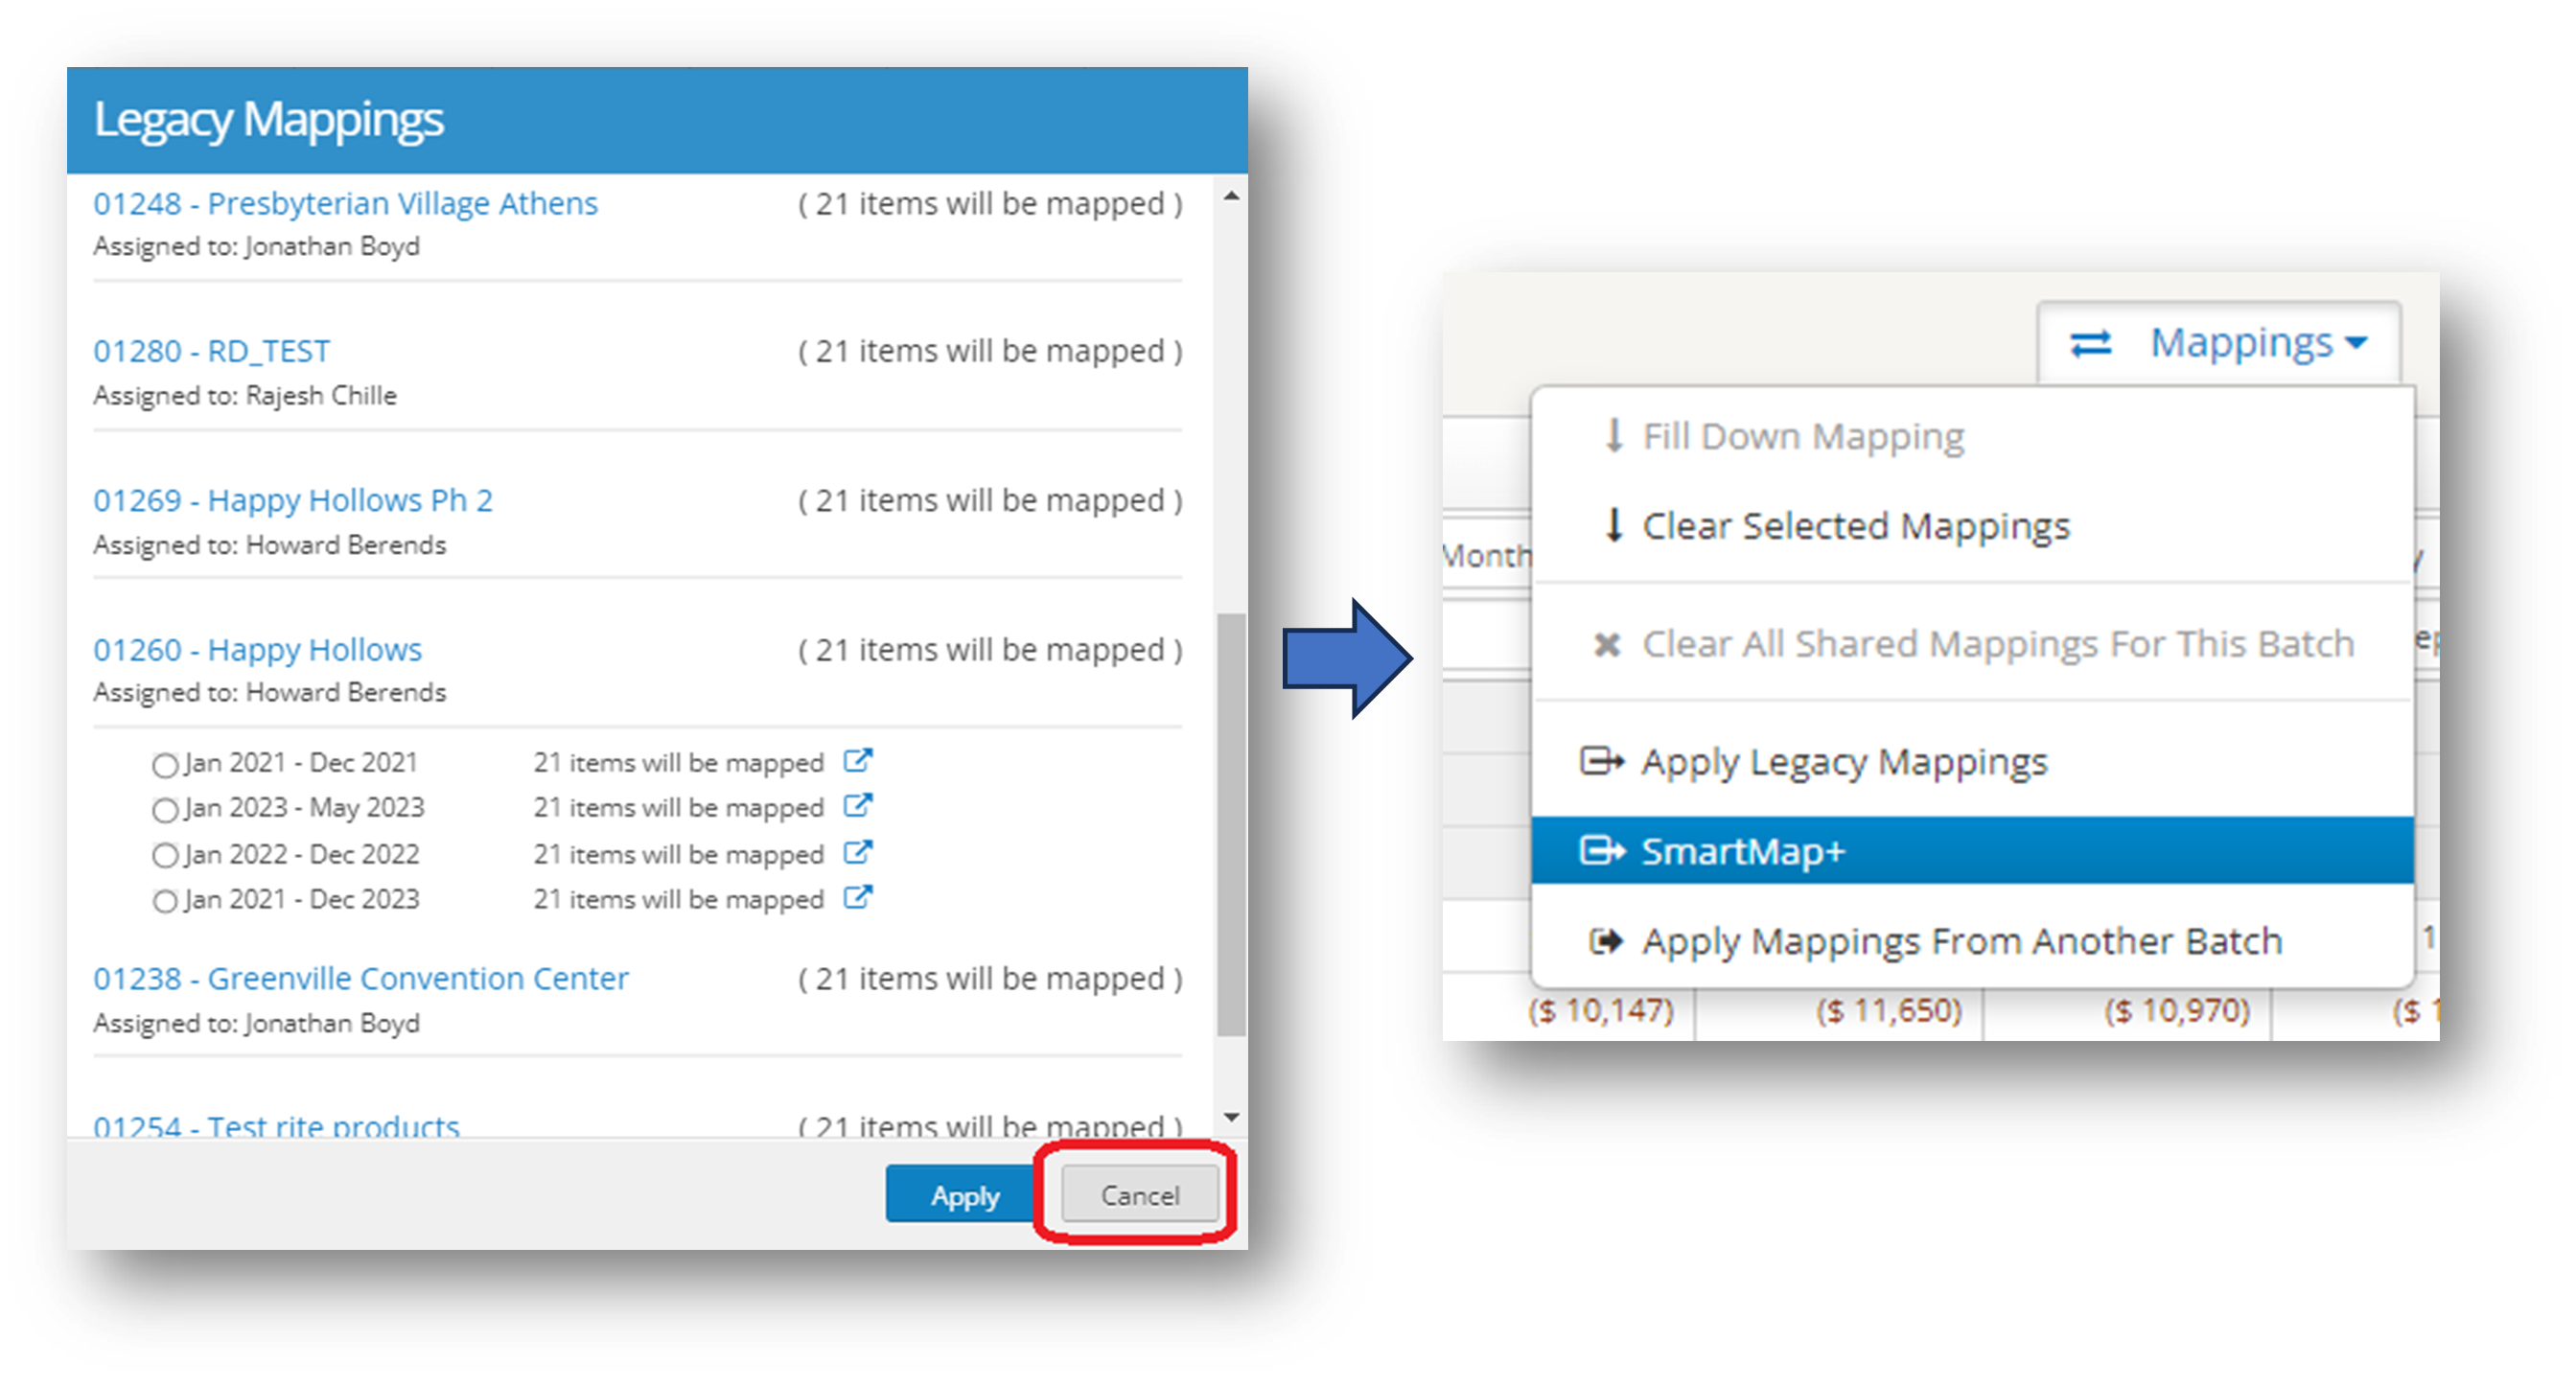 Legacy Mappings
01248 - Presbyterian Village Athens ( 21 items will be mapped )
Assigned to: Jonathan Boyd
01280 - RD_TEST ( 21 items will be mapped )
Assigned to: Rajesh Chille
01269 - Happy Hollows Ph 2 ( 21 items will be mapped )
Assigned to: Howard Berends
01260 - Happy Hollows ( 21 items will be mapped )
Assigned to: Howard Berends
Jan 2021 - Dec 2021 21 items will be mapped
Jan 2023 - May 2023 21 items will be mapped
Jan 2022 - Dec 2022 21 items will be mapped
Jan 2021 - Dec 2023 21 items will be mapped
01238 - Greenville Convention Center ( 21 items will be mapped )
Assigned to: Jonathan Boyd
01254 - Test rite products ( 21 items will be mapped )
Apply Cancel
Mappings
Fill Down Mapping
Clear Selected Mappings
Month
Clear All Shared Mappings For This Batch
Apply Legacy Mappings
SmartMap+
Apply Mappings From Another Batch
($ 10,147) ($ 11,650) ($ 10,970) ($ 1